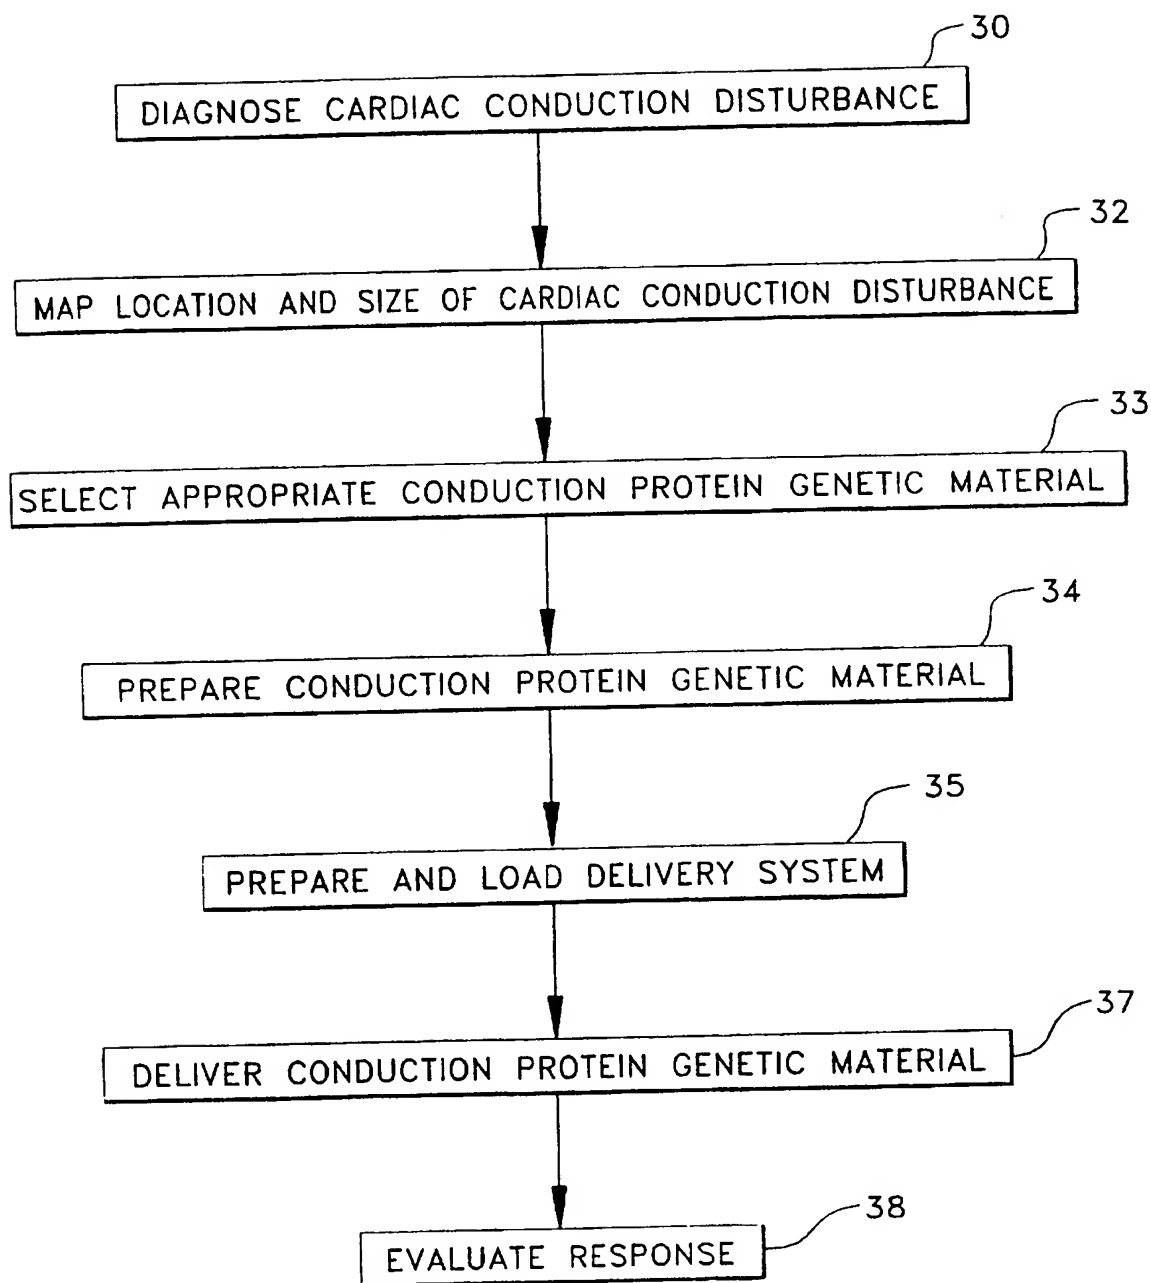 30
DIAGNOSE CARDIAC CONDUCTION DISTURBANCE
32
MAP LOCATION AND SIZE OF CARDIAC CONDUCTION DISTURBANCE
33
SELECT APPROPRIATE CONDUCTION PROTEIN GENETIC MATERIAL
34
PREPARE CONDUCTION PROTEIN GENETIC MATERIAL
35
PREPARE AND LOAD DELIVERY SYSTEM
37
DELIVER CONDUCTION PROTEIN GENETIC MATERIAL
38
EVALUATE RESPONSE